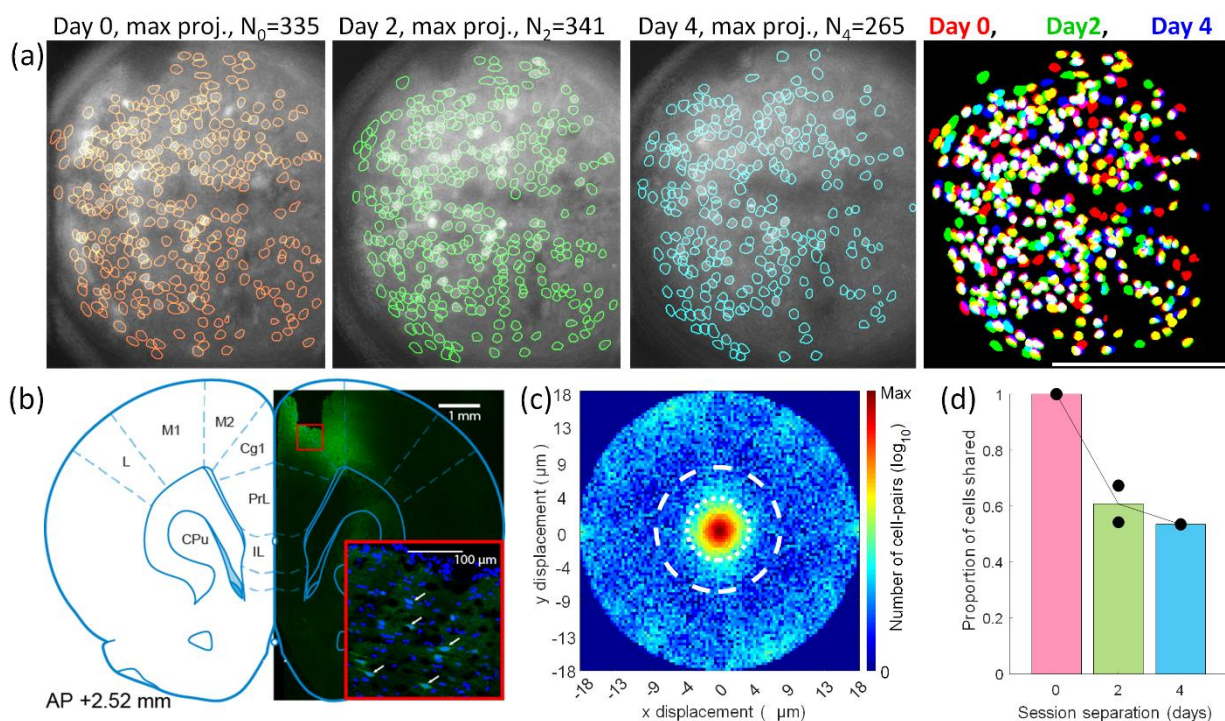 (a)
Day 0, max proj., N₀=335
Day 2, max proj., N₂=341
Day 4, max proj., N₄=265
Day 0, Day2, Day 4
(b)
M1
M2
L
Cg1
PrL
CPu
IL
1 mm
100 µm
AP +2.52 mm
(c)
18
13
9
4
0
-4
-9
-13
-18
y displacement (µm)
-18
-13
-9
-4
0
4
9
13
18
x displacement ( µm)
Max
0
Number of cell-pairs (log₁₀)
(d)
1
0.8
0.6
0.4
0.2
0
Proportion of cells shared
0 2 4
Session separation (days)